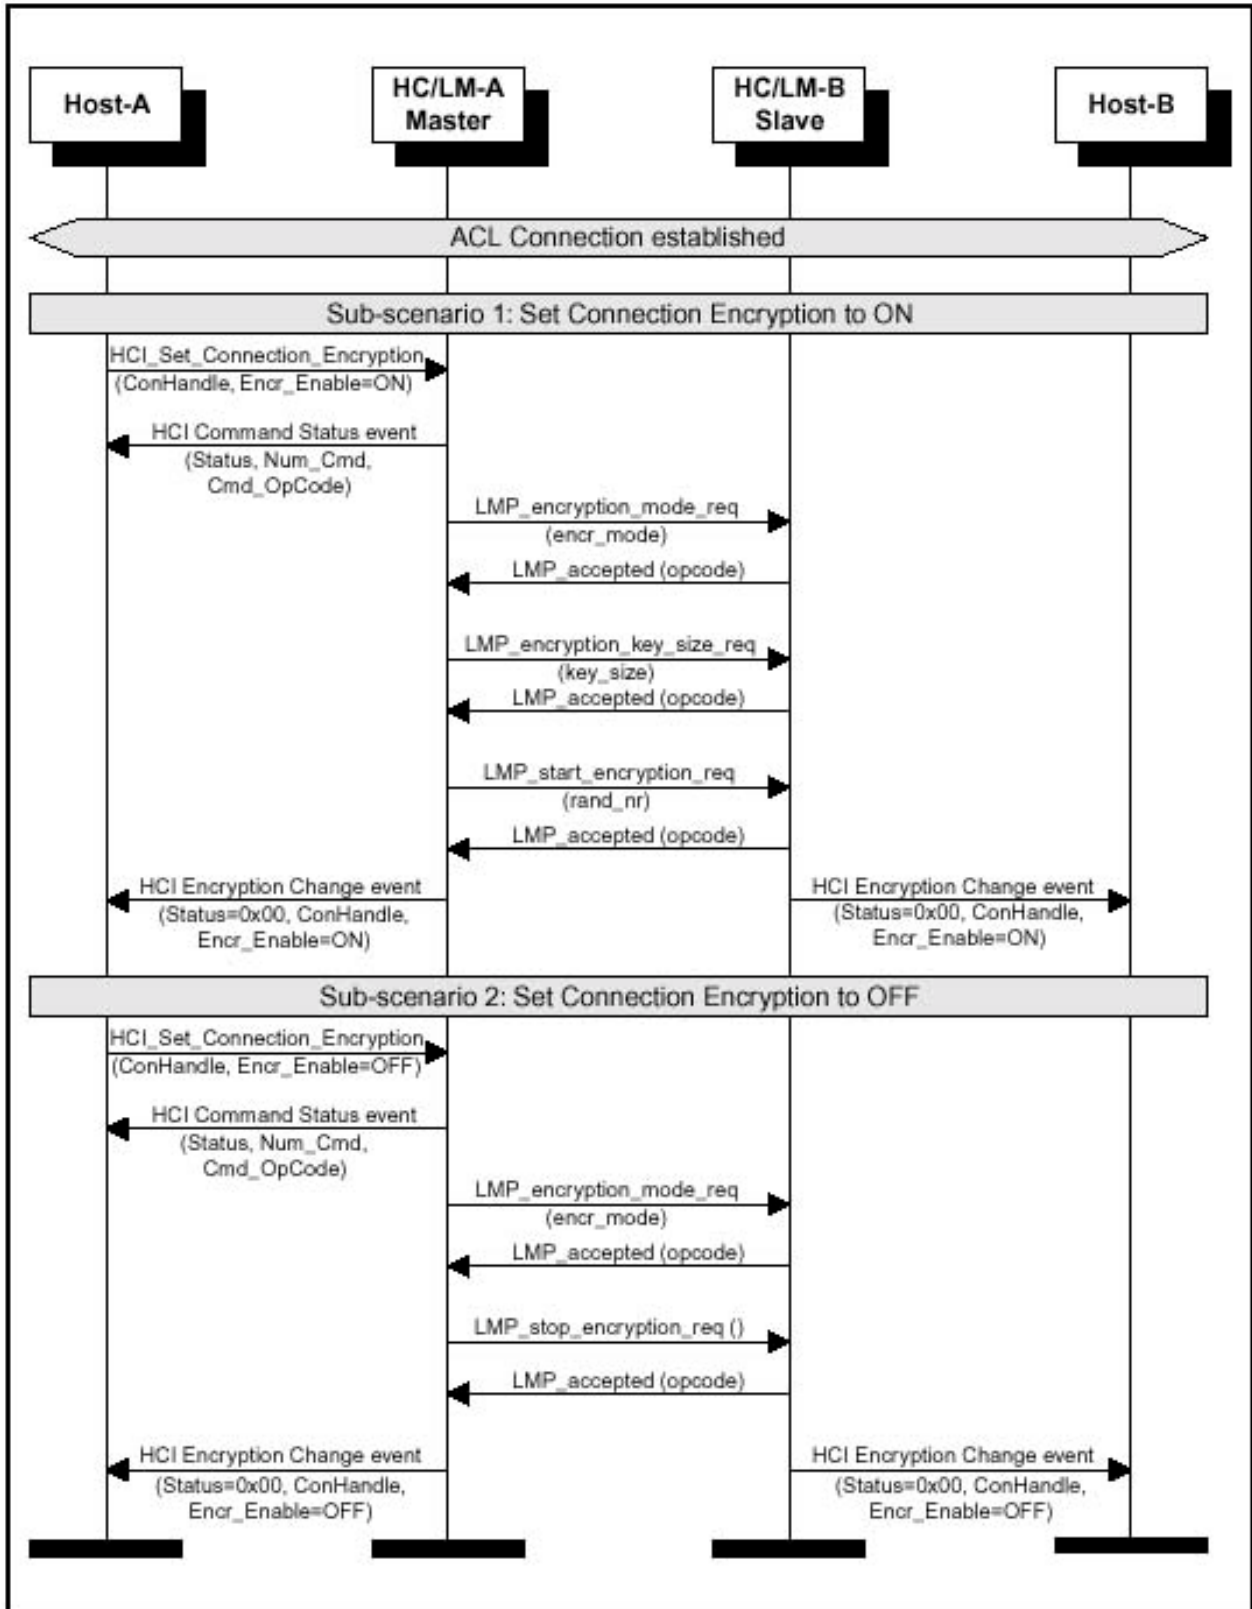 Host-A
HC/LM-A
Master
HC/LM-B
Slave
Host-B
ACL Connection established
Sub-scenario 1: Set Connection Encryption to ON
HCI_Set_Connection_Encryption
(ConHandle, Encr_Enable=ON)
HCI Command Status event
(Status, Num_Cmd,
Cmd_OpCode)
LMP_encryption_mode_req
(encr_mode)
LMP_accepted (opcode)
LMP_encryption_key_size_req
(key_size)
LMP_accepted (opcode)
LMP_start_encryption_req
(rand_nr)
LMP_accepted (opcode)
HCI Encryption Change event
(Status=0x00, ConHandle,
Encr_Enable=ON)
HCI Encryption Change event
(Status=0x00, ConHandle,
Encr_Enable=ON)
Sub-scenario 2: Set Connection Encryption to OFF
HCI_Set_Connection_Encryption
(ConHandle, Encr_Enable=OFF)
HCI Command Status event
(Status, Num_Cmd,
Cmd_OpCode)
LMP_encryption_mode_req
(encr_mode)
LMP_accepted (opcode)
LMP_stop_encryption_req ()
LMP_accepted (opcode)
HCI Encryption Change event
(Status=0x00, ConHandle,
Encr_Enable=OFF)
HCI Encryption Change event
(Status=0x00, ConHandle,
Encr_Enable=OFF)